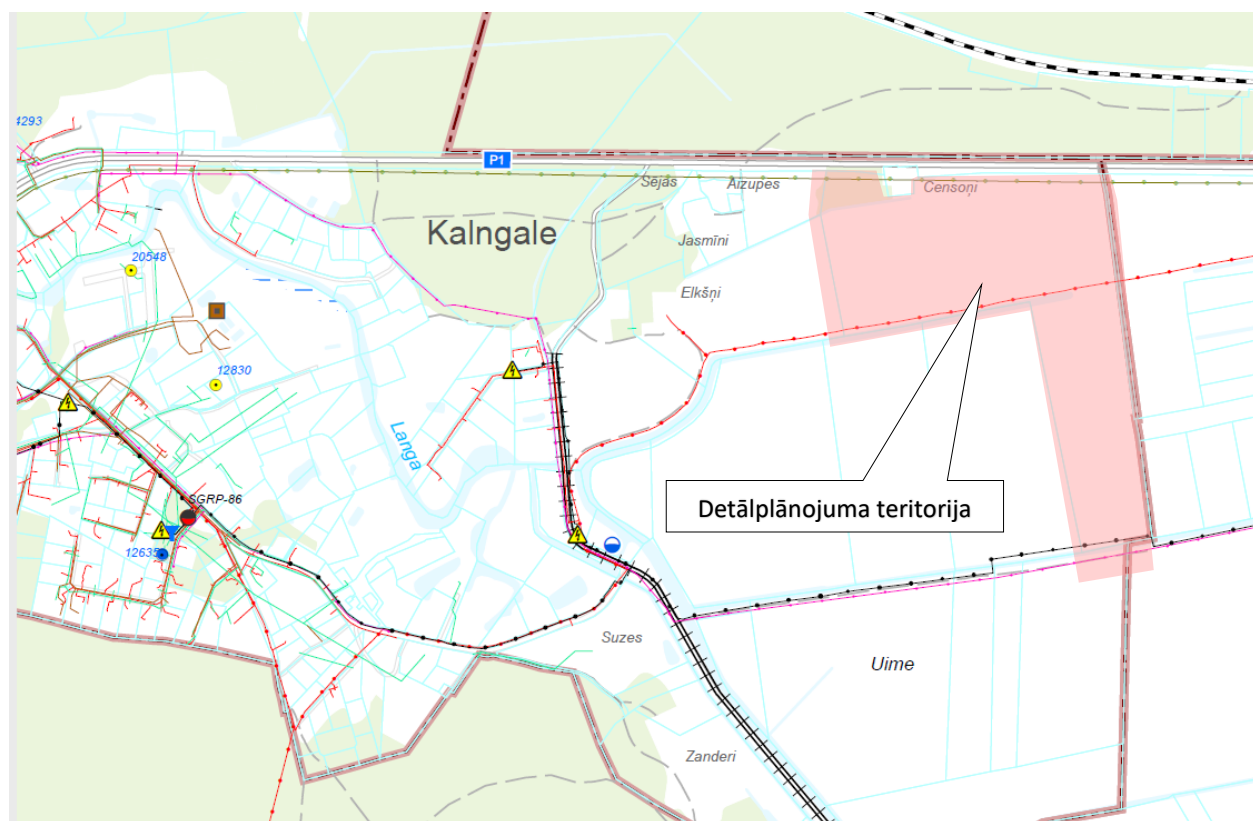 4293
P1
Sējas
Aizupes
Censoņi
Kalngale
Jasmīni
20548
Elkšņi
12830
Langa
SGRP-86
Detālplānojuma teritorija
12635
Suzes
Uime
Zanderi